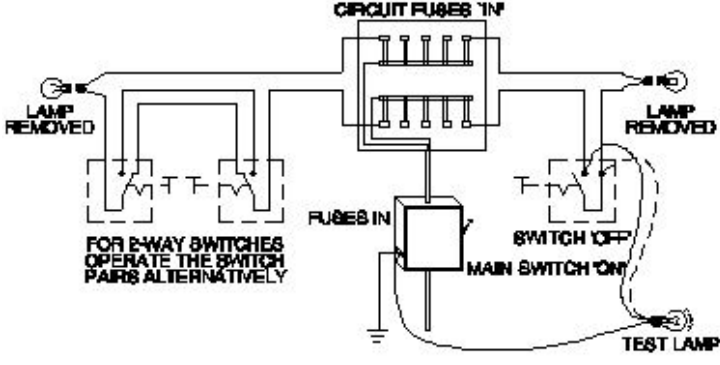 CIRCUIT FUSES "IN"
LAMP
REMOVED
LAMP
REMOVED
FUSES IN
SWITCH 'OFF'
FOR 2-WAY SWITCHES
OPERATE THE SWITCH
PAIRS ALTERNATIVELY
MAIN SWITCH "ON"
TEST LAMP